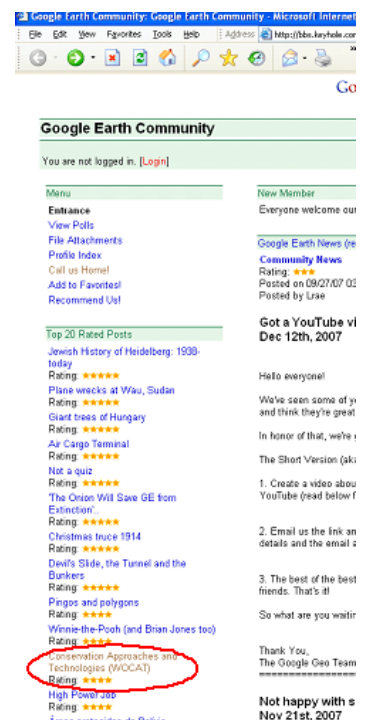 Google Earth Community: Google Earth Community - Microsoft Internet
File Edit View Favorites Tools Help Address http://bbs.keyhole.com
Go
Google Earth Community
You are not logged in. [Login]
Menu
Entrance
View Polls
File Attachments
Profile Index
Call us Home!
Add to Favorites!
Recommend Us!
Top 20 Rated Posts
Jewish History of Heidelberg: 1938-
today
Rating:
Plane wrecks at Wau, Sudan
Rating:
Giant trees of Hungary
Rating:
Air Cargo Terminal
Rating:
Not a quiz
Rating:
'The Onion Will Save GE from
Extinction'..
Rating:
Christmas truce 1914
Rating:
Devil's Slide, the Tunnel and the
Bunkers
Rating:
Pingos and polygons
Rating:
Winnie-the-Pooh (and Brian Jones too)
Rating:
Conservation Approaches and
Technologies (WOCAT)
Rating:
High Power Job
Rating:
New Member
Everyone welcome our
Google Earth News (re
Community News
Rating:
Posted on 09/27/07 03
Posted by Lrae
Got a YouTube vi
Dec 12th, 2007
Hello everyone!
We've seen some of y
and think they're great
In honor of that, we're
The Short Version (aka
1. Create a video abou
YouTube (read below f
2. Email us the link an
details and the email a
3. The best of the best
friends. That's it!
So what are you waitin
Thank You,
The Google Geo Team
Not happy with s
Nov 21st, 2007